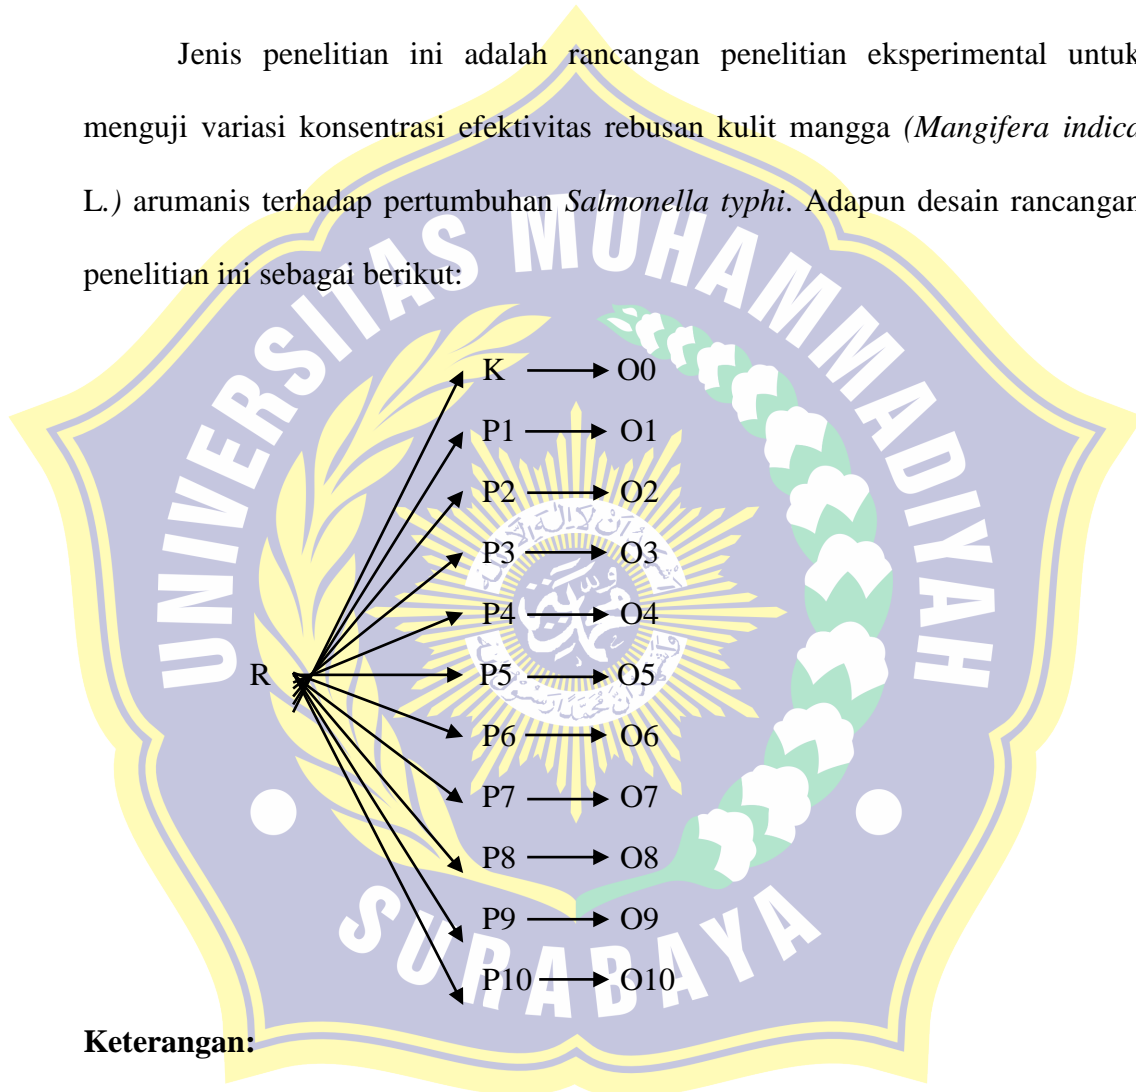 Jenis penelitian ini adalah rancangan penelitian eksperimental untuk
menguji variasi konsentrasi efektivitas rebusan kulit mangga (Mangifera indica
L.) arumanis terhadap pertumbuhan Salmonella typhi. Adapun desain rancangan
penelitian ini sebagai berikut:
UNIVERSITAS MUHAMMADIYAH
K O0
P1 O1
P2 O2
P3 O3
P4 O4
R P5 O5
P6 O6
P7 O7
P8 O8
P9 O9
P10 O10
SURABAYA
Keterangan: